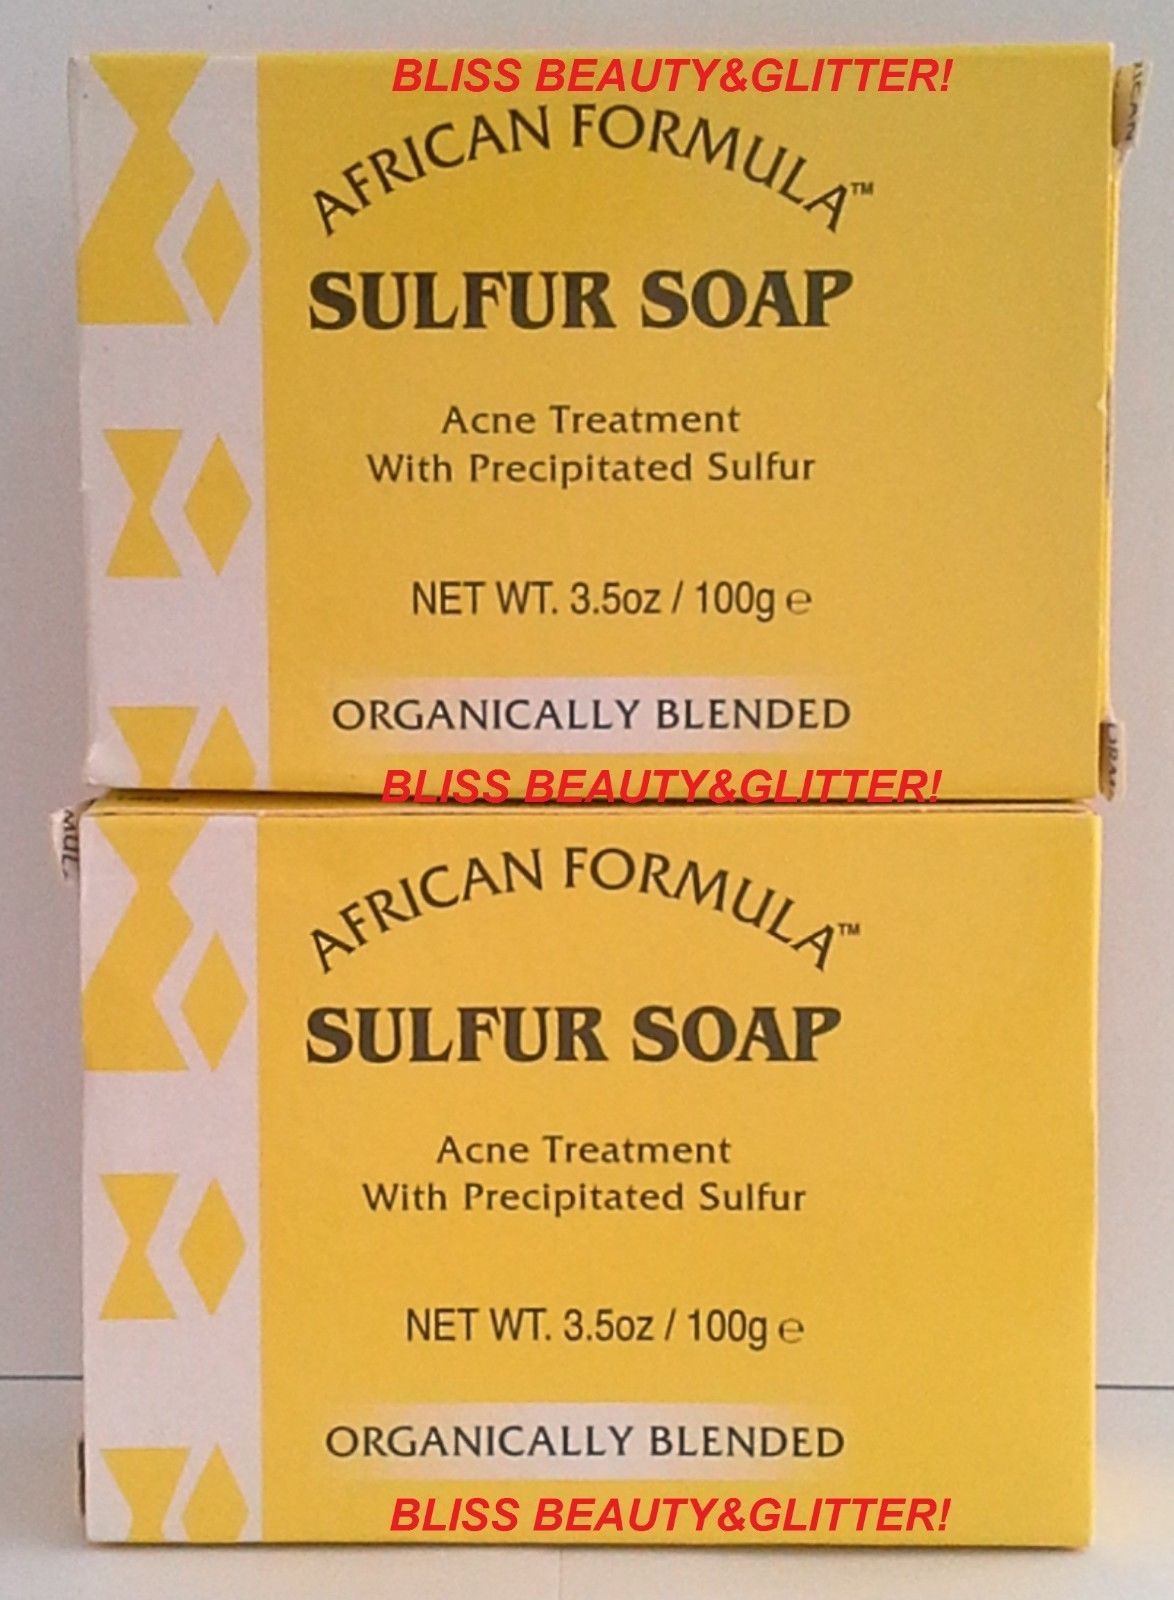 BLISS BEAUTY&GLITTER!
AFRICAN FORMULA™
SULFUR SOAP
Acne Treatment
With Precipitated Sulfur
NET WT. 3.5oz / 100g ℮
ORGANICALLY BLENDED
BLISS BEAUTY&GLITTER!
AFRICAN FORMULA™
SULFUR SOAP
Acne Treatment
With Precipitated Sulfur
NET WT. 3.5oz / 100g ℮
ORGANICALLY BLENDED
BLISS BEAUTY&GLITTER!